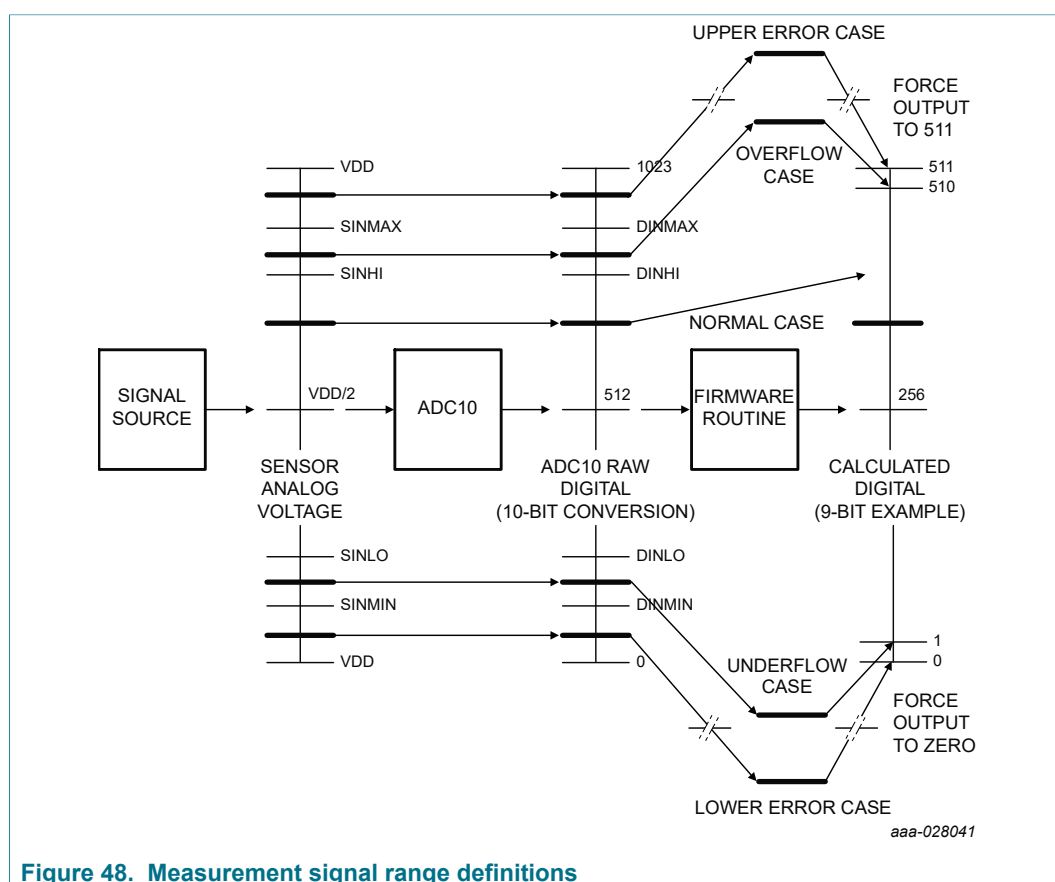 UPPER ERROR CASE
FORCE
OUTPUT
TO 511
OVERFLOW
CASE
VDD
1023
511
510
SINMAX
DINMAX
SINHI
DINHI
NORMAL CASE
SIGNAL
SOURCE
VDD/2
ADC10
512
FIRMWARE
ROUTINE
256
SENSOR
ANALOG
VOLTAGE
ADC10 RAW
DIGITAL
(10-BIT CONVERSION)
CALCULATED
DIGITAL
(9-BIT EXAMPLE)
SINLO
DINLO
SINMIN
DINMIN
1
VDD
0
0
UNDERFLOW
CASE
FORCE
OUTPUT
TO ZERO
LOWER ERROR CASE
aaa-028041
Figure 48. Measurement signal range definitions